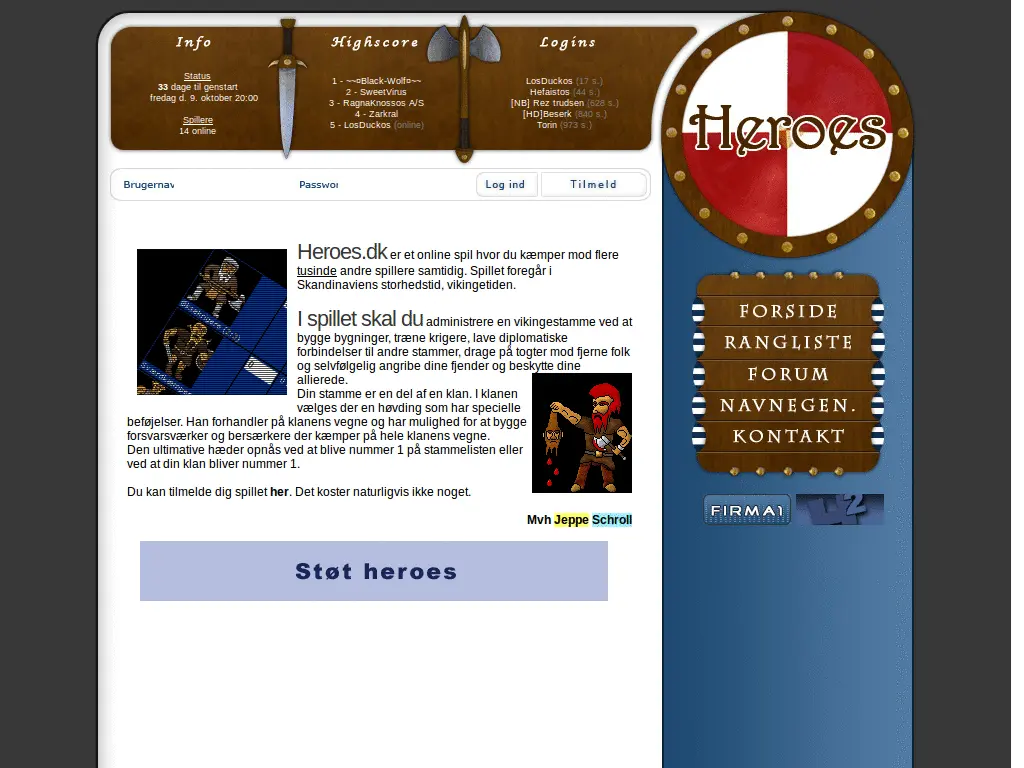 Info
Status
33 dage til genstart
fredag d. 9. oktober 20:00
Spillere
14 online
Highscore
1 - ~~¤Black-Wolf¤~~
2 - SweetVirus
3 - RagnaKnossos A/S
4 - Zarkral
5 - LosDuckos (online)
Logins
LosDuckos (17 s.)
Hefaistos (44 s.)
[NB] Rez trudsen (628 s.)
[HD]Beserk (840 s.)
Torin (973 s.)
Heroes
Brugernav
Passwor
Log ind
Tilmeld
Heroes.dk er et online spil hvor du kæmper mod flere
tusinde andre spillere samtidig. Spillet foregår i
Skandinaviens storhedstid, vikingetiden.
I spillet skal du administrere en vikingestamme ved at
bygge bygninger, træne krigere, lave diplomatiske
forbindelser til andre stammer, drage på togter mod fjerne folk
og selvfølgelig angribe dine fjender og beskytte dine
allierede.
Din stamme er en del af en klan. I klanen
vælges der en høvding som har specielle
beføjelser. Han forhandler på klanens vegne og har mulighed for at bygge
forsvarsværker og bersærkere der kæmper på hele klanens vegne.
Den ultimative hæder opnås ved at blive nummer 1 på stammelisten eller
ved at din klan bliver nummer 1.
Du kan tilmelde dig spillet her. Det koster naturligvis ikke noget.
Mvh Jeppe Schroll
Støt heroes
FORSIDE
RANGLISTE
FORUM
NAVNEGEN.
KONTAKT
FIRMA1
H2